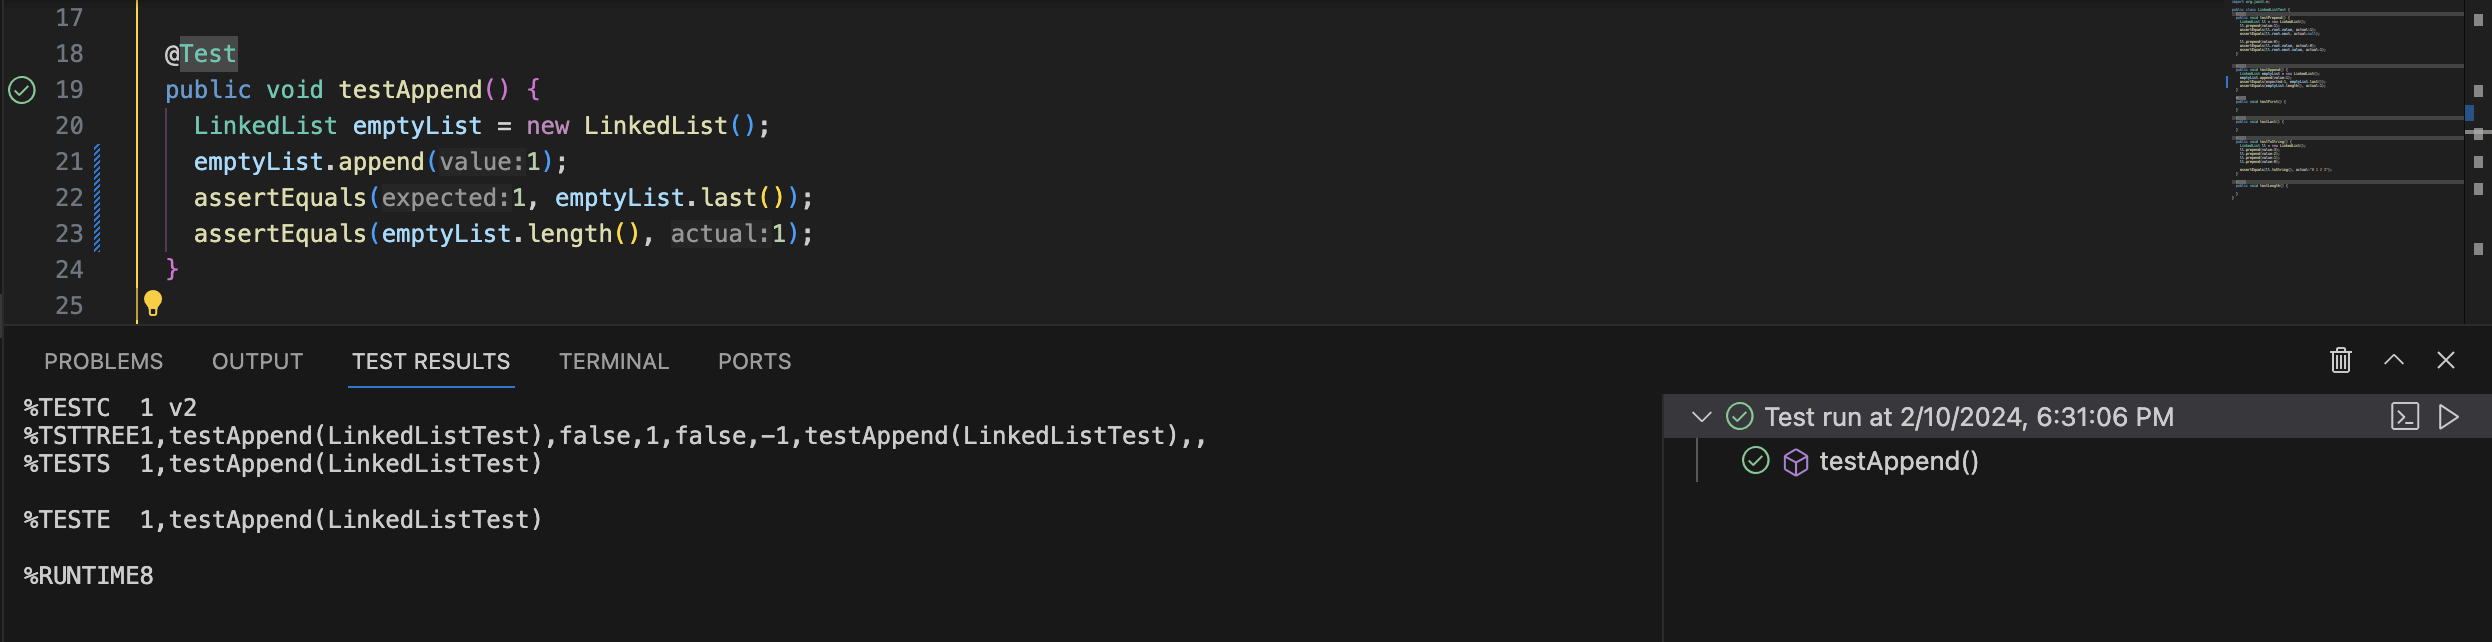 17
18 @Test
19 public void testAppend() {
20 LinkedList emptyList = new LinkedList();
21 emptyList.append(value:1);
22 assertEquals(expected:1, emptyList.last());
23 assertEquals(emptyList.length(), actual:1);
24 }
25
PROBLEMS OUTPUT TEST RESULTS TERMINAL PORTS
%TESTC 1 v2
%TSTTREE1,testAppend(LinkedListTest),false,1,false,-1,testAppend(LinkedListTest),,
%TESTS 1,testAppend(LinkedListTest)
%TESTE 1,testAppend(LinkedListTest)
%RUNTIME8
Test run at 2/10/2024, 6:31:06 PM
testAppend()